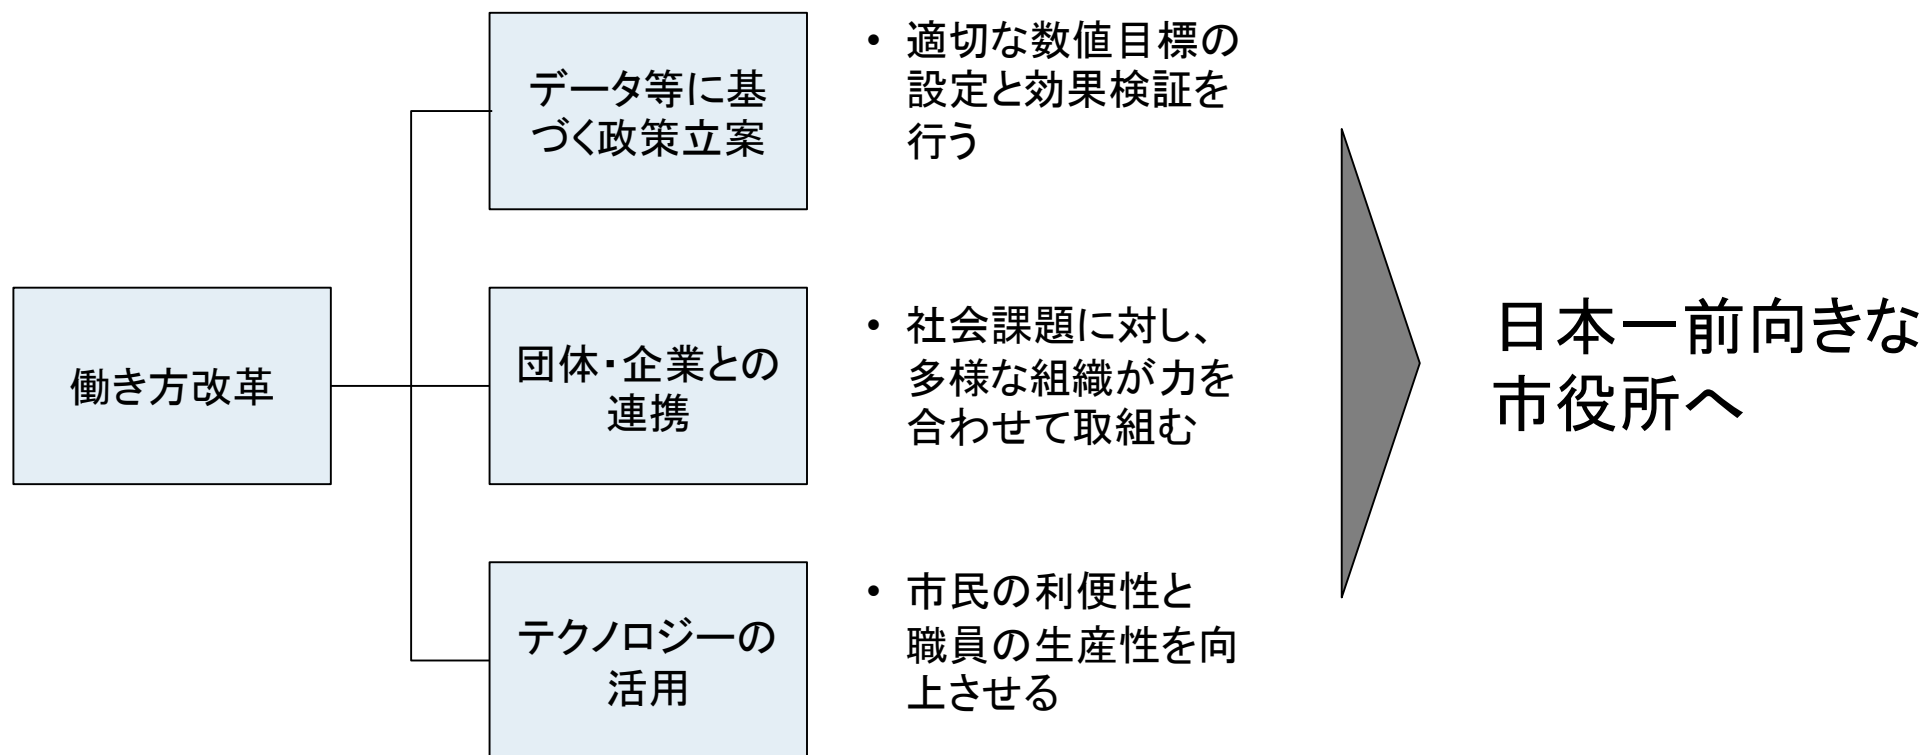 働き方改革
データ等に基
づく政策立案
• 適切な数値目標の
設定と効果検証を
行う
団体・企業との
連携
• 社会課題に対し、
多様な組織が力を
合わせて取組む
テクノロジーの
活用
• 市民の利便性と
職員の生産性を向
上させる
日本一前向きな
市役所へ